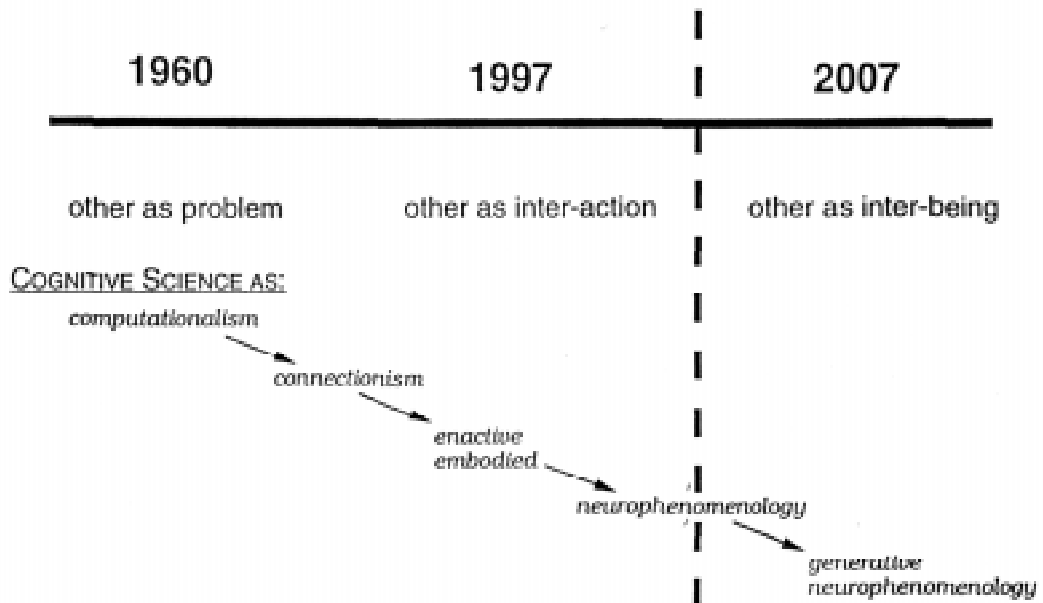 1960 1997 2007
other as problem other as inter-action other as inter-being
COGNITIVE SCIENCE AS:
computationalism
connectionism
enactive
embodied
neurophenomenology
generative
neurophenomenology